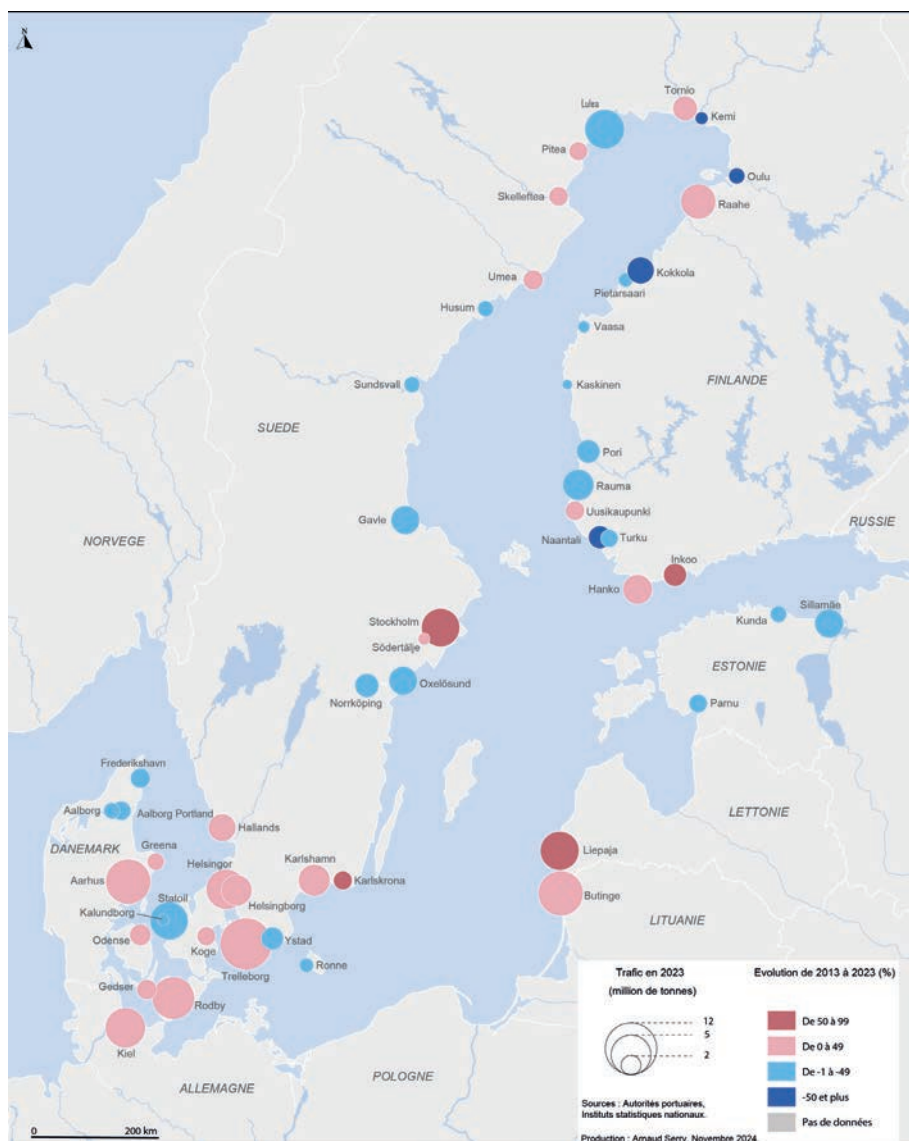 N
Tornio
Lulea
Kemi
Pitea
Oulu
Skelleftea
Raahe
Umea
Kokkola
Pietarsaari
Husum
Vaasa
Sundsvall
Kaskinen
FINLANDE
SUEDE
Pori
Rauma
Gavle
Uusikaupunki
RUSSIE
NORVEGE
Naantali
Turku
Inkoo
Hanko
Stockholm
Kunda
Sillamäe
Södertälje
ESTONIE
Oxelösund
Norrköping
Parnu
Frederikshavn
Aalborg
Aalborg Portland
LETTONIE
Hallands
Greena
DANEMARK
Helsingor
Karlshamn
Liepaja
Aarhus
Karlskrona
Statoil
Butinge
Kalundborg
Helsingborg
LITUANIE
Odense
Koge
Ystad
Trelleborg
Ronne
Gedser
Rodby
Kiel
POLOGNE
ALLEMAGNE
0 200 km
Trafic en 2023
(million de tonnes)
12
5
2
Evolution de 2013 à 2023 (%)
De 50 à 99
De 0 à 49
De -1 à -49
-50 et plus
Pas de données
Sources : Autorités portuaires,
Instituts statistiques nationaux.
Production : Arnaud Serry, Novembre 2024